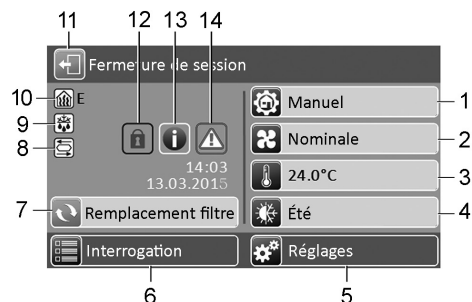 11
12
13
14
Fermeture de session
10
E
9
8
14:03
13.03.2015
Manuel
1
Nominale
2
24.0°C
3
Été
4
7
Remplacement filtre
Interrogation
Réglages
6
5